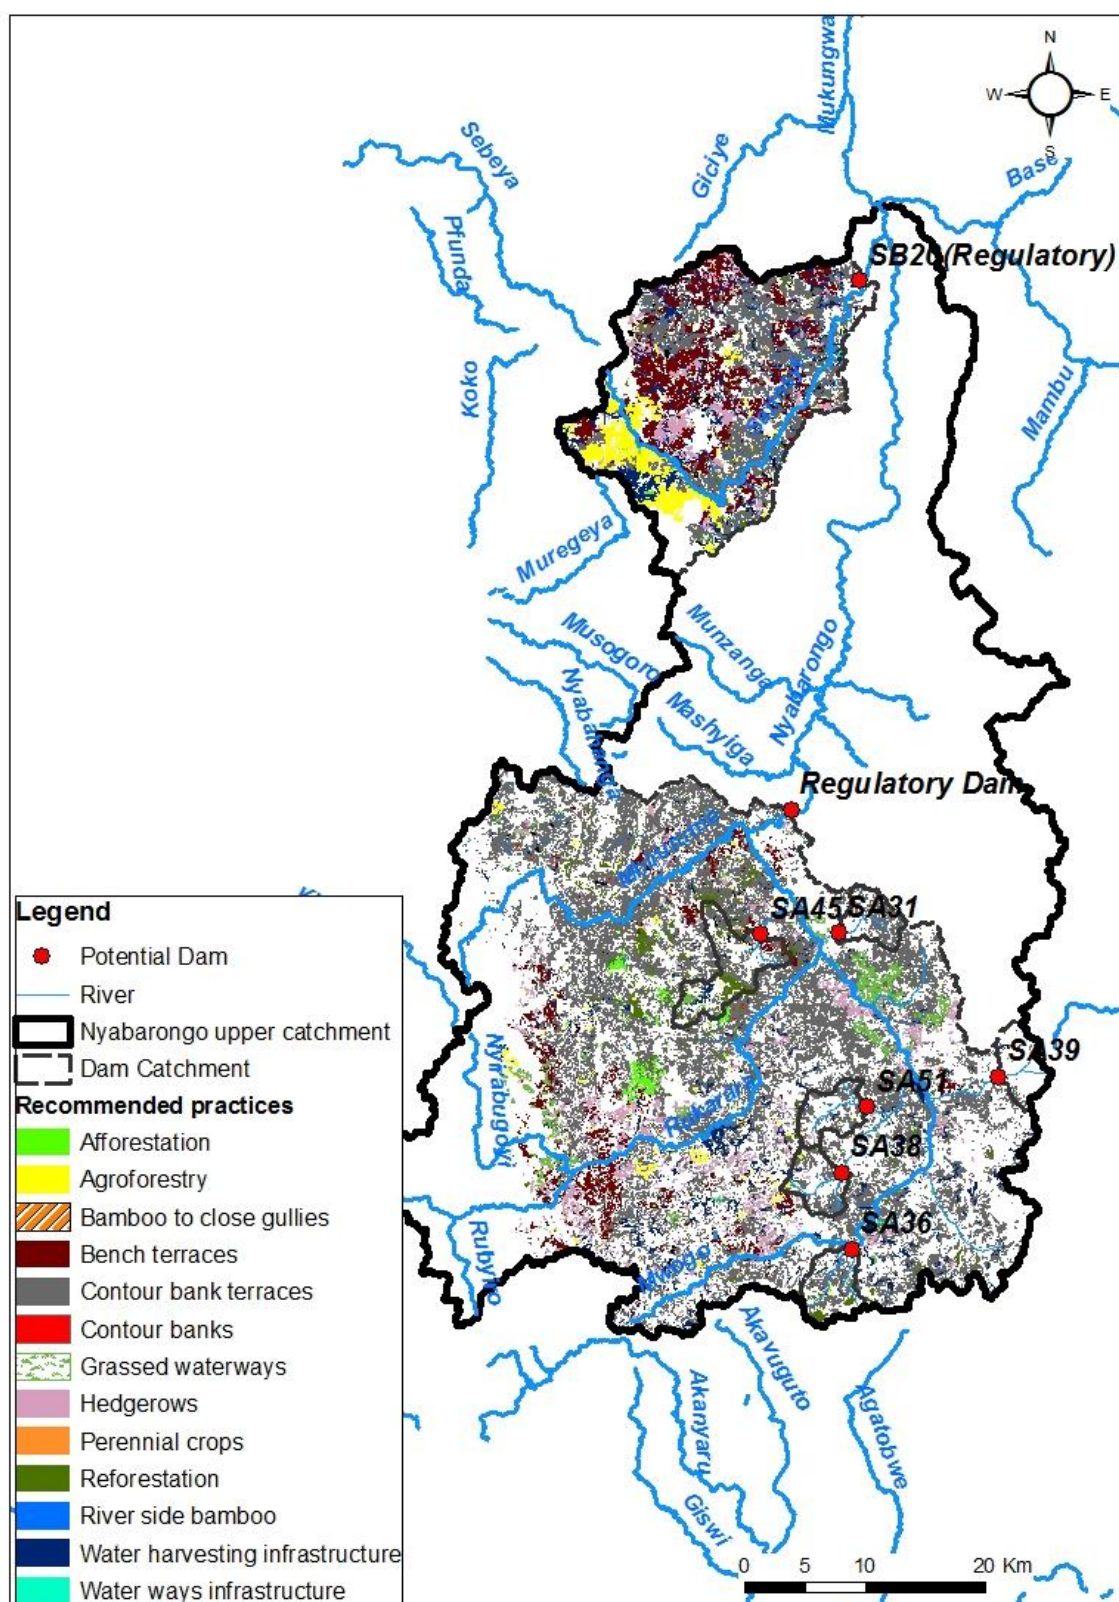 N
W E
S
Mukungwa
Sebeya
Giciye
Base
Pfunda
SB20(Regulatory)
Koko
Mambu
Muregeya
Musogoro
Munzanga
Nyabarongo
Mashyiga
Regulatory Dam
SA45
SA31
SA39
SA51
Nyirabugoyi
Rukarara
SA38
SA36
Rubyiro
Mwogo
Akavuguto
Akanyaru
Agatobwe
Giswi
Legend
Potential Dam
River
Nyabarongo upper catchment
Dam Catchment
Recommended practices
Afforestation
Agroforestry
Bamboo to close gullies
Bench terraces
Contour bank terraces
Contour banks
Grassed waterways
Hedgerows
Perennial crops
Reforestation
River side bamboo
Water harvesting infrastructure
Water ways infrastructure
0 5 10 20 Km